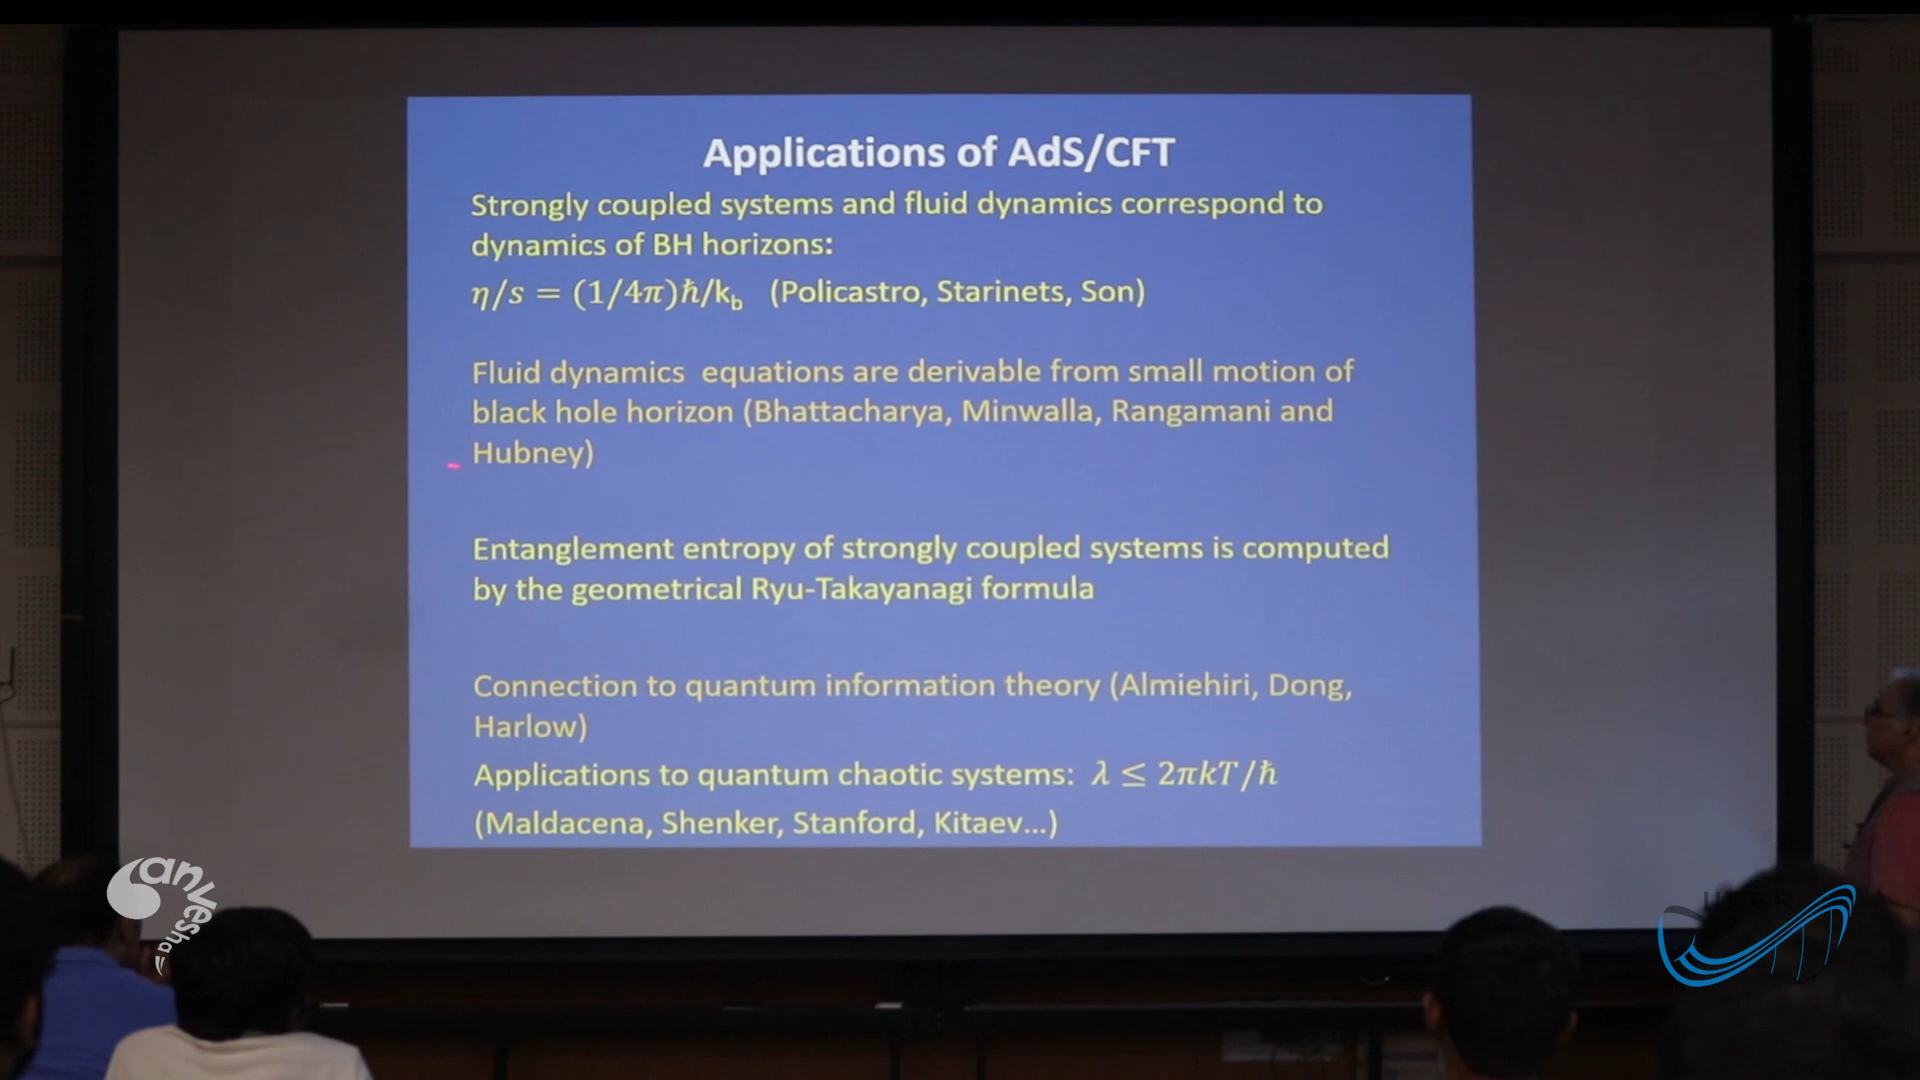 Applications of AdS/CFT
Strongly coupled systems and fluid dynamics correspond to
dynamics of BH horizons:
η/s = (1/4π)ħ/k_b (Policastro, Starinets, Son)
Fluid dynamics equations are derivable from small motion of
black hole horizon (Bhattacharya, Minwalla, Rangamani and
Hubney)
Entanglement entropy of strongly coupled systems is computed
by the geometrical Ryu-Takayanagi formula
Connection to quantum information theory (Almiehiri, Dong,
Harlow)
Applications to quantum chaotic systems: λ ≤ 2πkT/ħ
(Maldacena, Shenker, Stanford, Kitaev...)